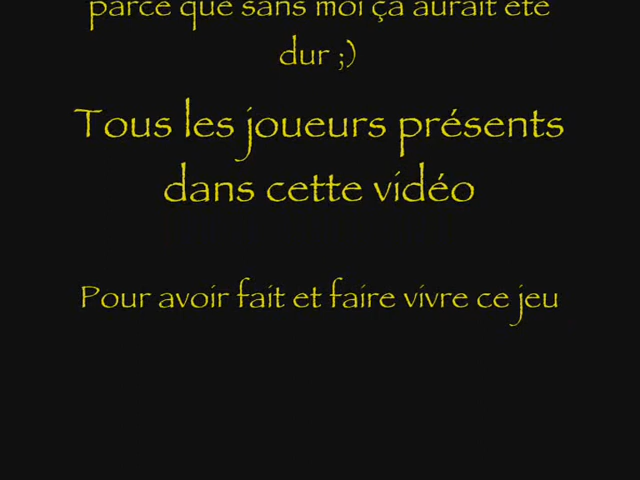 parce que sans moi ça aurait été
dur ;)
Tous les joueurs présents
dans cette vidéo
Pour avoir fait et faire vivre ce jeu